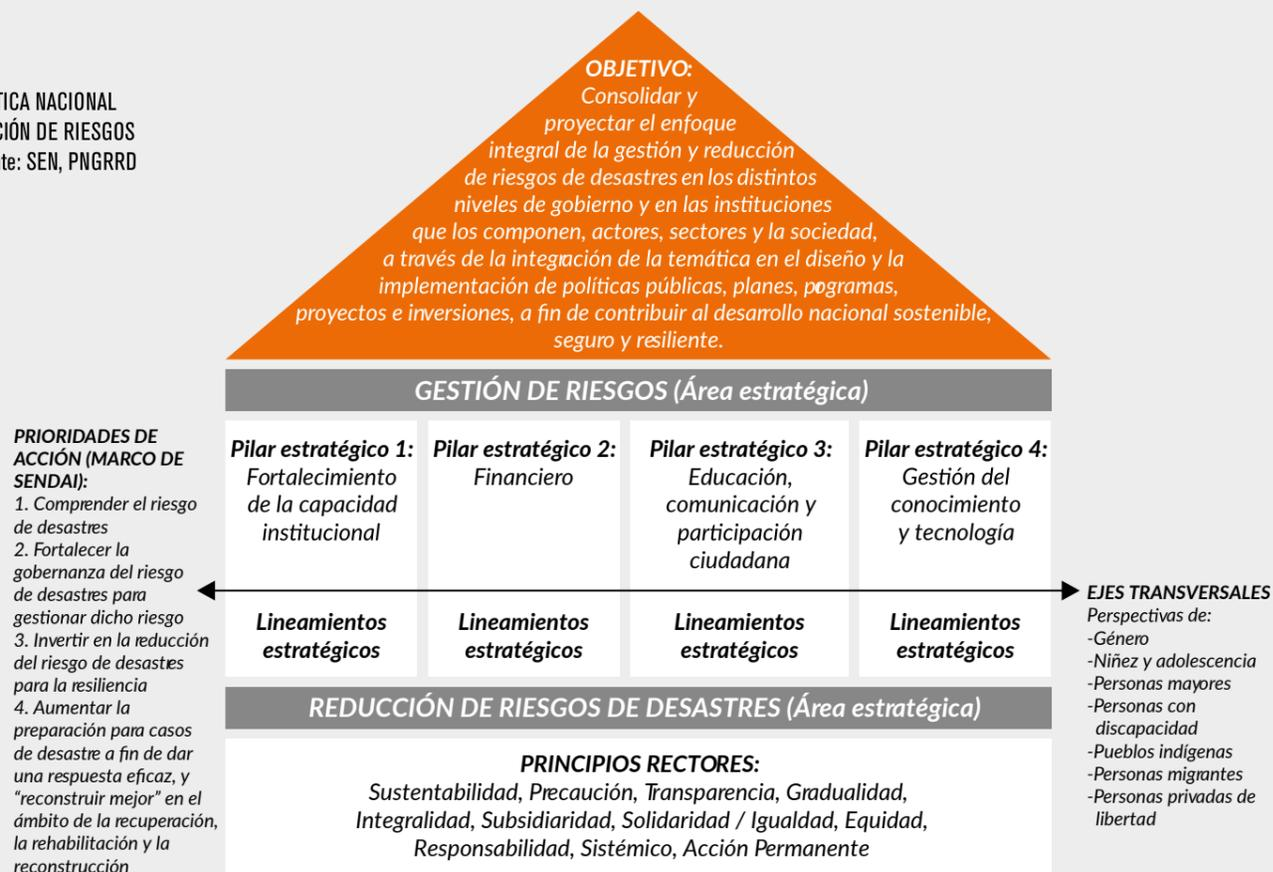 TICA NACIONAL
CIÓN DE RIESGOS
te: SEN, PNGRRD
OBJETIVO:
Consolidar y
proyectar el enfoque
integral de la gestión y reducción
de riesgos de desastres en los distintos
niveles de gobierno y en las instituciones
que los componen, actores, sectores y la sociedad,
a través de la integración de la temática en el diseño y la
implementación de políticas públicas, planes, programas,
proyectos e inversiones, a fin de contribuir al desarrollo nacional sostenible,
seguro y resiliente.
GESTIÓN DE RIESGOS (Área estratégica)
PRIORIDADES DE
ACCIÓN (MARCO DE
SENDAI):
1. Comprender el riesgo
de desastres
2. Fortalecer la
gobernanza del riesgo
de desastres para
gestionar dicho riesgo
3. Invertir en la reducción
del riesgo de desastres
para la resiliencia
4. Aumentar la
preparación para casos
de desastre a fin de dar
una respuesta eficaz, y
“reconstruir mejor” en el
ámbito de la recuperación,
la rehabilitación y la
reconstrucción
Pilar estratégico 1:
Fortalecimiento
de la capacidad
institucional
Lineamientos
estratégicos
Pilar estratégico 2:
Financiero
Lineamientos
estratégicos
Pilar estratégico 3:
Educación,
comunicación y
participación
ciudadana
Lineamientos
estratégicos
Pilar estratégico 4:
Gestión del
conocimiento
y tecnología
Lineamientos
estratégicos
EJES TRANSVERSALES
Perspectivas de:
-Género
-Niñez y adolescencia
-Personas mayores
-Personas con
discapacidad
-Pueblos indígenas
-Personas migrantes
-Personas privadas de
libertad
REDUCCIÓN DE RIESGOS DE DESASTRES (Área estratégica)
PRINCIPIOS RECTORES:
Sustentabilidad, Precaución, Transparencia, Gradualidad,
Integralidad, Subsidiaridad, Solidaridad / Igualdad, Equidad,
Responsabilidad, Sistémico, Acción Permanente